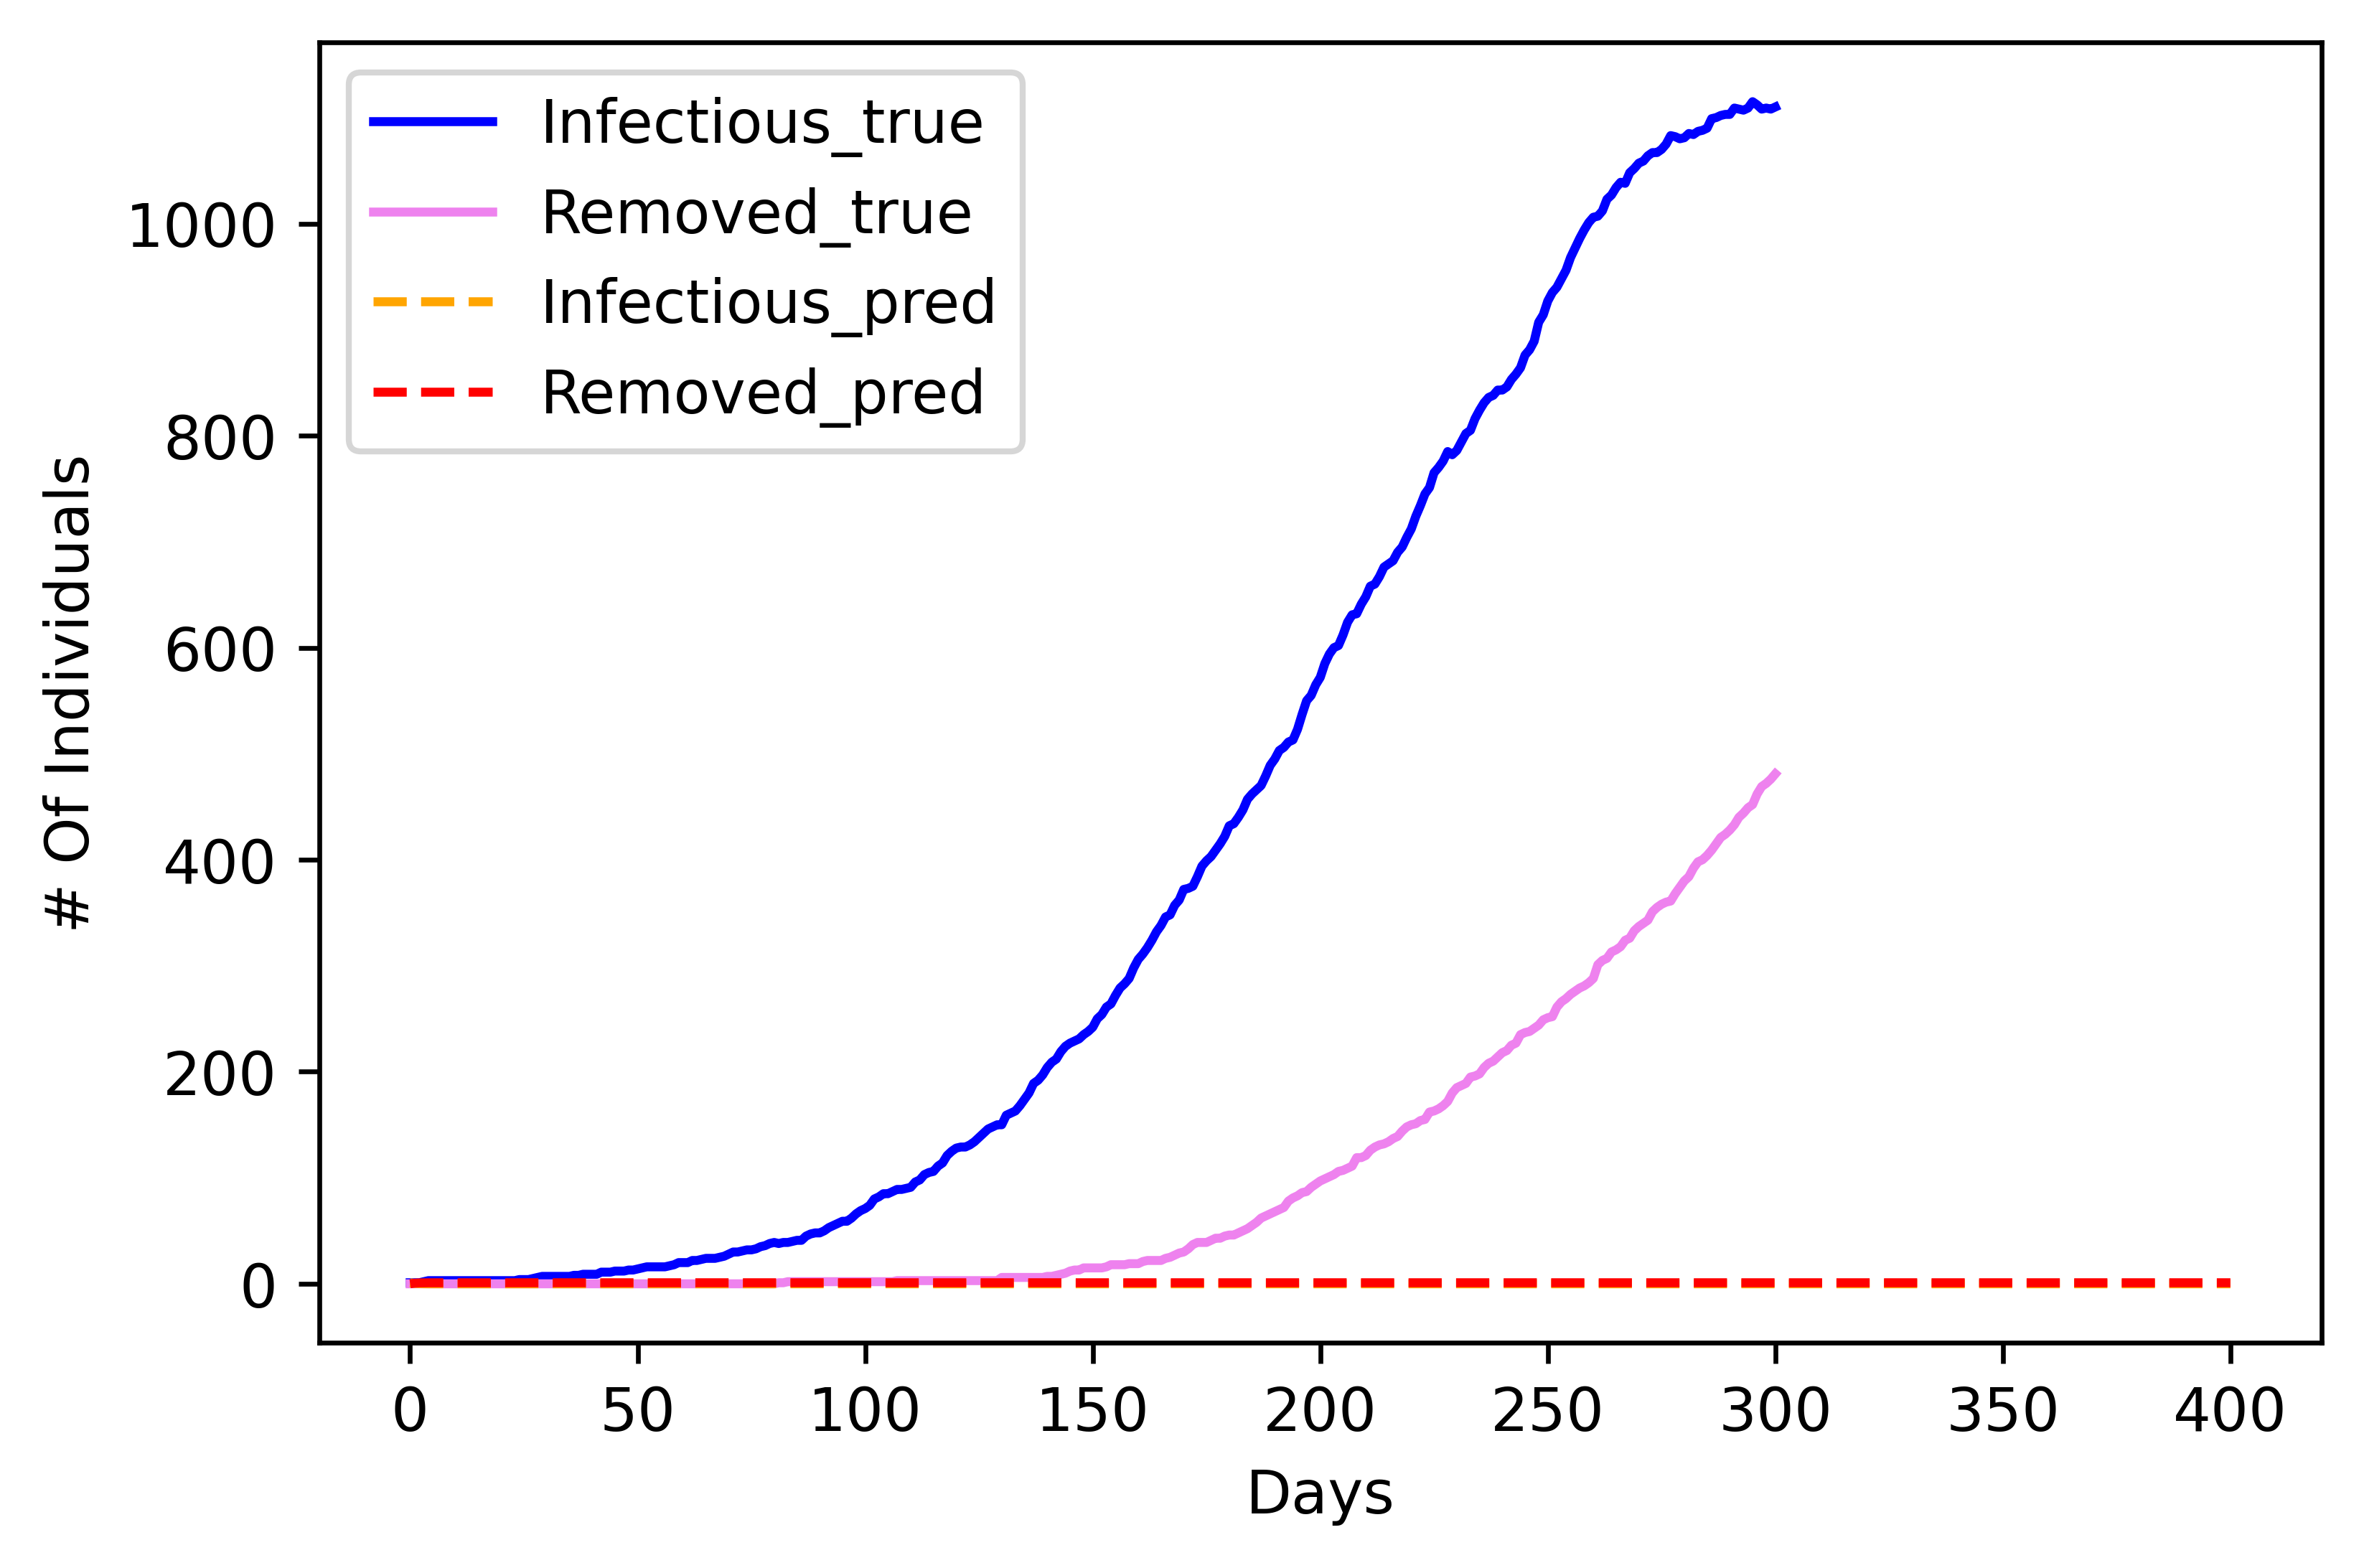 Infectious_true
Removed_true
Infectious_pred
Removed_pred
1000
800
600
400
200
0
# Of Individuals
0 50 100 150 200 250 300 350 400
Days